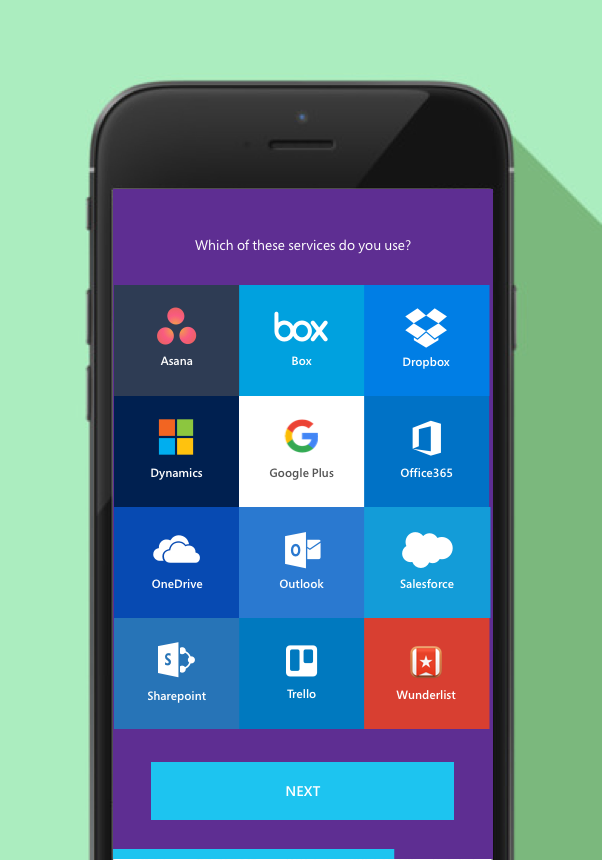 Which of these services do you use?
box
Asana
Box
Dropbox
G
Dynamics
Google Plus
Office365
O
OneDrive
Outlook
Salesforce
S
Sharepoint
Trello
Wunderlist
NEXT